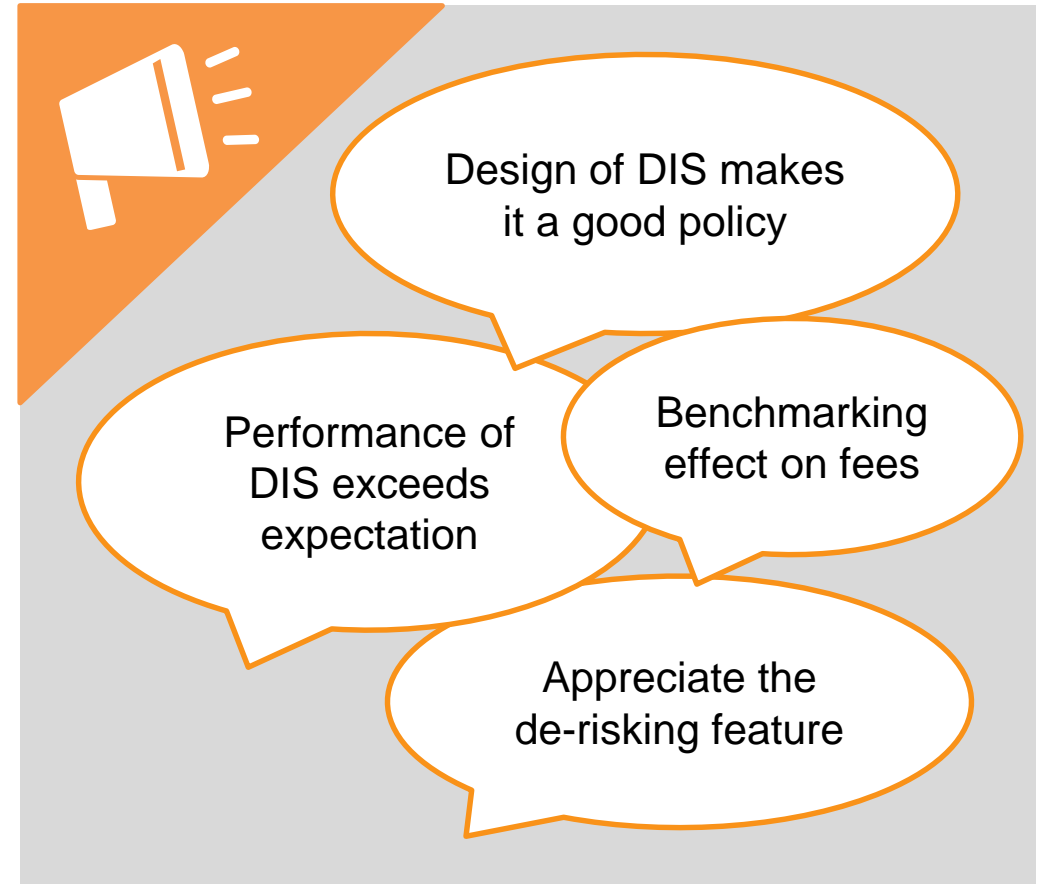 Design of DIS makes
it a good policy
Performance of
DIS exceeds
expectation
Benchmarking
effect on fees
Appreciate the
de-risking feature